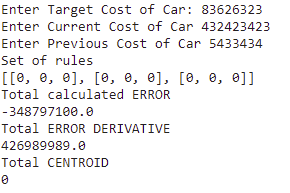 Enter Target Cost of Car: 83626323
Enter Current Cost of Car 432423423
Enter Previous Cost of Car 5433434
Set of rules
[[0, 0, 0], [0, 0, 0], [0, 0, 0]]
Total calculated ERROR
-348797100.0
Total ERROR DERIVATIVE
426989989.0
Total CENTROID
0